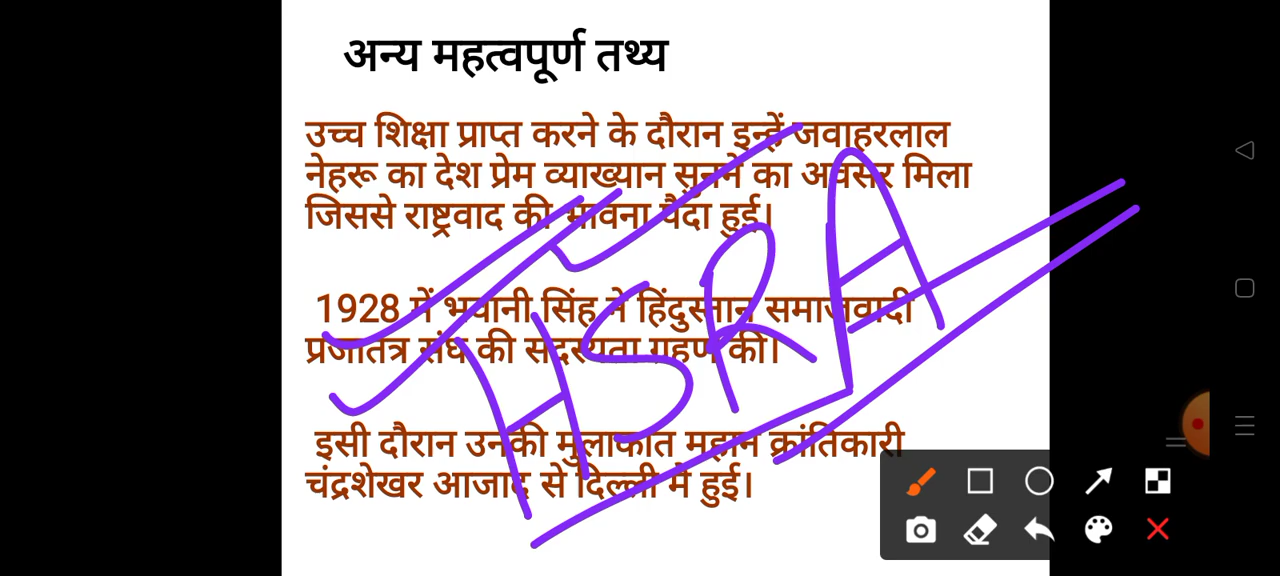 अन्य महत्वपूर्ण तथ्य
उच्च शिक्षा प्राप्त करने के दौरान इन्हें जवाहरलाल
नेहरू का देश प्रेम व्याख्यान सुनने का अवसर मिला
जिससे राष्ट्रवाद की भावना पैदा हुई।
1928 में भवानी सिंह ने हिंदुस्तान समाजवादी
प्रजातंत्र संघ की सदस्यता ग्रहण की।
इसी दौरान उनकी मुलाकात महान क्रांतिकारी
चंद्रशेखर आजाद से दिल्ली में हुई।
HSRA